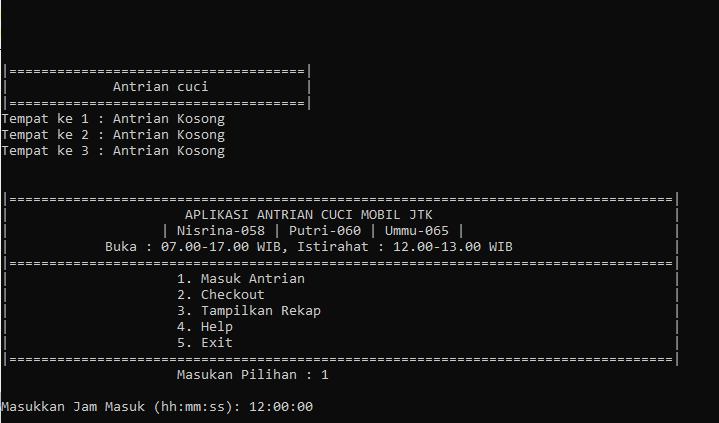 |=====================================|
| Antrian cuci |
|=====================================|
Tempat ke 1 : Antrian Kosong
Tempat ke 2 : Antrian Kosong
Tempat ke 3 : Antrian Kosong
|===================================================================================|
| APLIKASI ANTRIAN CUCI MOBIL JTK |
| | Nisrina-058 | Putri-060 | Ummu-065 | |
| Buka : 07.00-17.00 WIB, Istirahat : 12.00-13.00 WIB |
|===================================================================================|
| 1. Masuk Antrian |
| 2. Checkout |
| 3. Tampilkan Rekap |
| 4. Help |
| 5. Exit |
|===================================================================================|
Masukan Pilihan : 1
Masukkan Jam Masuk (hh:mm:ss): 12:00:00